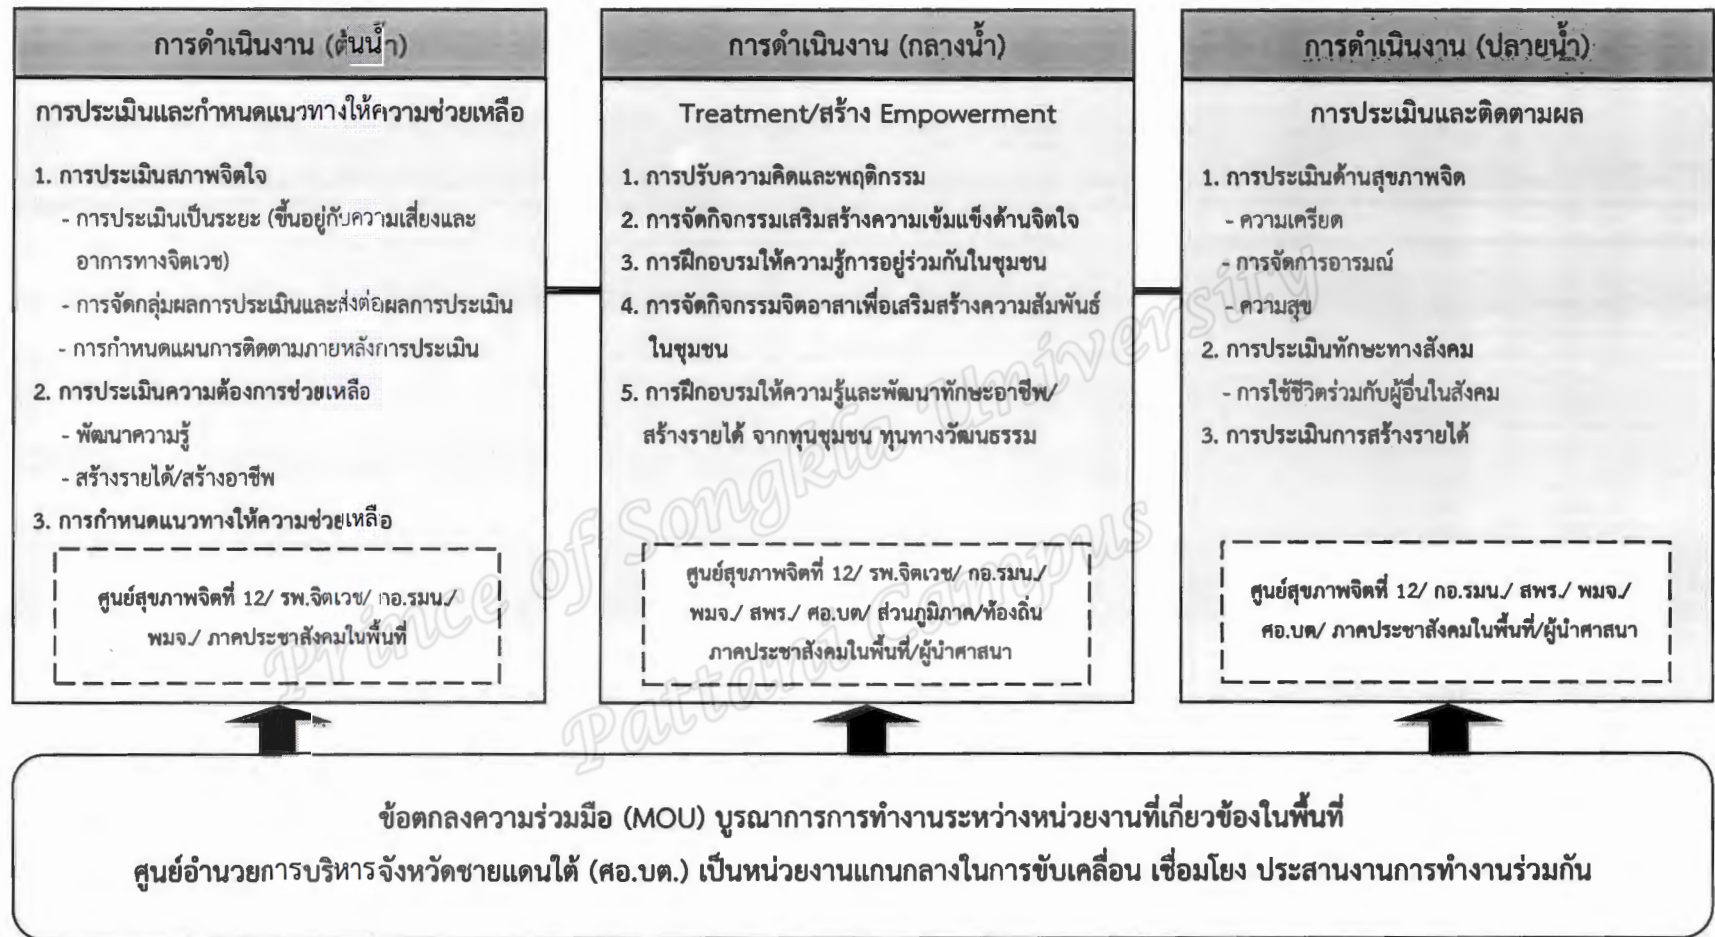 การดำเนินงาน (ต้นน้ำ)
การประเมินและกำหนดแนวทางให้ความช่วยเหลือ
1. การประเมินสภาพจิตใจ
- การประเมินเป็นระยะ (ขึ้นอยู่กับความเสี่ยงและ
อาการทางจิตเวช)
- การจัดกลุ่มผลการประเมินและส่งต่อผลการประเมิน
- การกำหนดแผนการติดตามภายหลังการประเมิน
2. การประเมินความต้องการช่วยเหลือ
- พัฒนาความรู้
- สร้างรายได้/สร้างอาชีพ
3. การกำหนดแนวทางให้ความช่วยเหลือ
ศูนย์สุขภาพจิตที่ 12/ รพ.จิตเวช/ กอ.รมน./
พมจ./ ภาคประชาสังคมในพื้นที่
การดำเนินงาน (กลางน้ำ)
Treatment/สร้าง Empowerment
1. การปรับความคิดและพฤติกรรม
2. การจัดกิจกรรมเสริมสร้างความเข้มแข็งด้านจิตใจ
3. การฝึกอบรมให้ความรู้การอยู่ร่วมกันในชุมชน
4. การจัดกิจกรรมจิตอาสาเพื่อเสริมสร้างความสัมพันธ์
ในชุมชน
5. การฝึกอบรมให้ความรู้และพัฒนาทักษะอาชีพ/
สร้างรายได้ จากทุนชุมชน ทุนทางวัฒนธรรม
ศูนย์สุขภาพจิตที่ 12/ รพ.จิตเวช/ กอ.รมน./
พมจ./ สพร./ ศอ.บต/ ส่วนภูมิภาค/ท้องถิ่น
ภาคประชาสังคมในพื้นที่/ผู้นำศาสนา
การดำเนินงาน (ปลายน้ำ)
การประเมินและติดตามผล
1. การประเมินด้านสุขภาพจิต
- ความเครียด
- การจัดการอารมณ์
- ความสุข
2. การประเมินทักษะทางสังคม
- การใช้ชีวิตร่วมกับผู้อื่นในสังคม
3. การประเมินการสร้างรายได้
ศูนย์สุขภาพจิตที่ 12/ กอ.รมน./ สพร./ พมจ./
ศอ.บต/ ภาคประชาสังคมในพื้นที่/ผู้นำศาสนา
Prince of Songkla University
Pattani Campus
ข้อตกลงความร่วมมือ (MOU) บูรณาการการทำงานระหว่างหน่วยงานที่เกี่ยวข้องในพื้นที่
ศูนย์อำนวยการบริหารจังหวัดชายแดนใต้ (ศอ.บต.) เป็นหน่วยงานแกนกลางในการขับเคลื่อน เชื่อมโยง ประสานงานการทำงานร่วมกัน